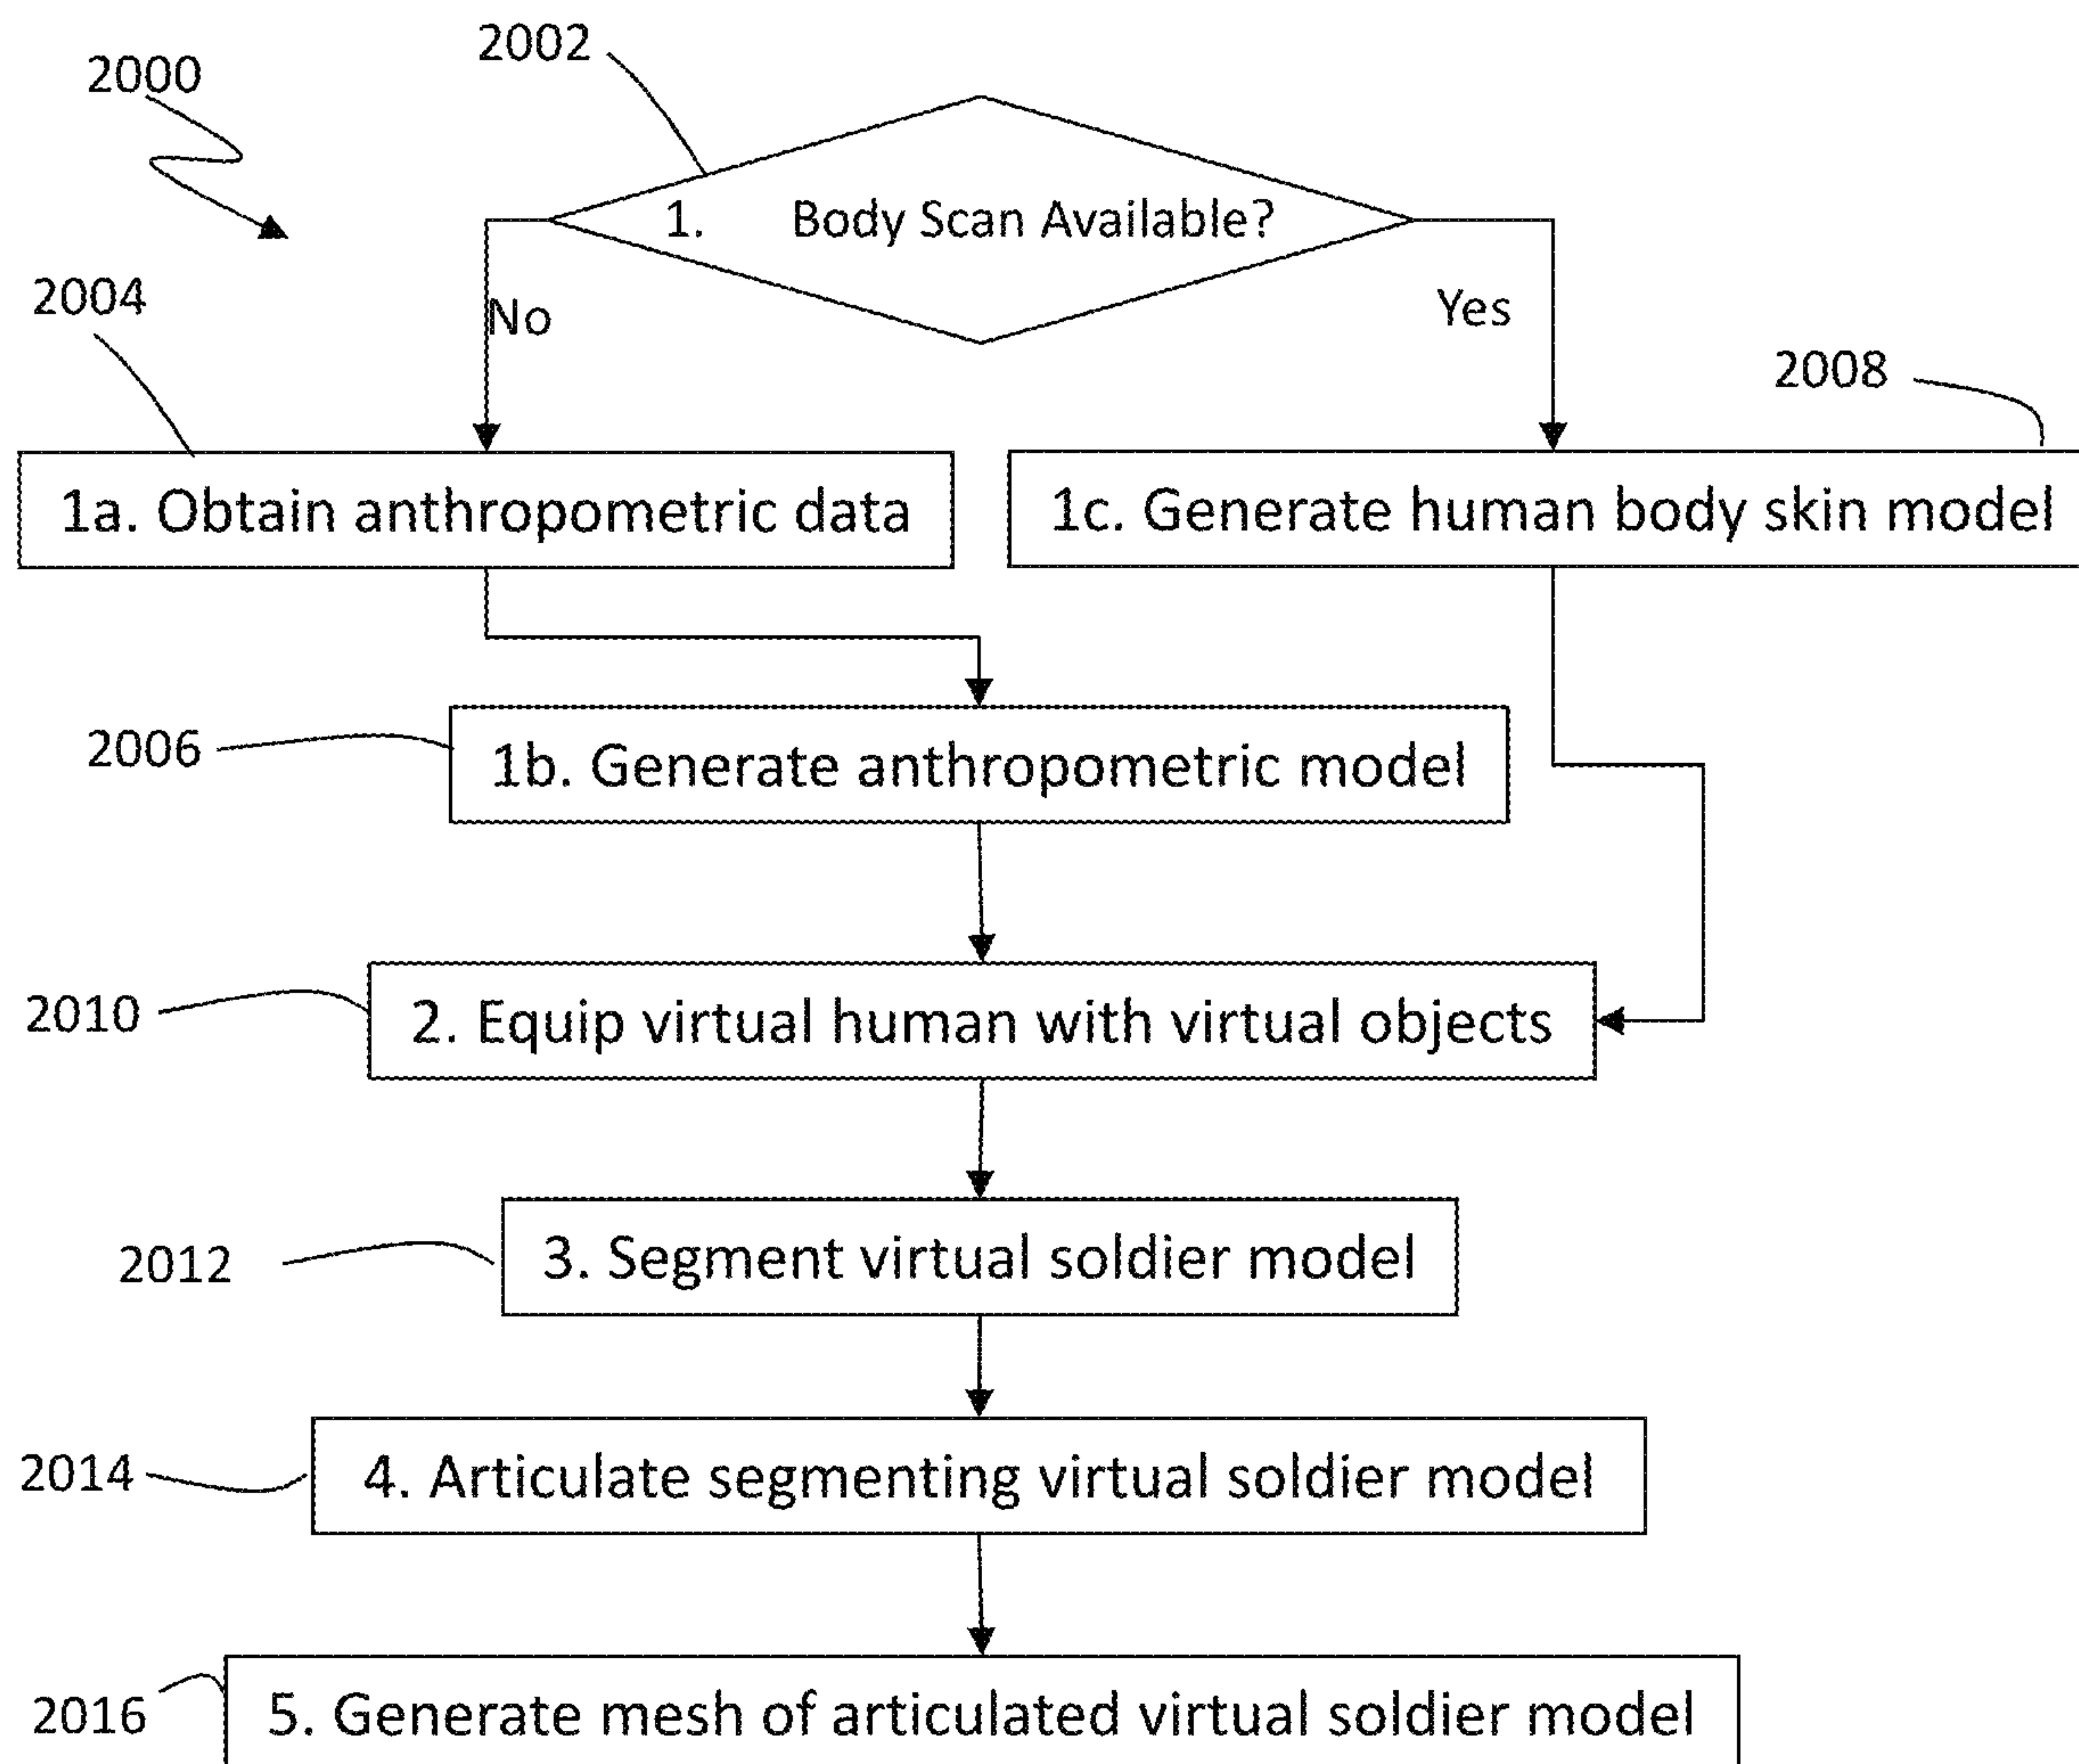 2002
2000
1. Body Scan Available?
2004
No
Yes
2008
1a. Obtain anthropometric data
1c. Generate human body skin model
2006
1b. Generate anthropometric model
2010
2. Equip virtual human with virtual objects
2012
3. Segment virtual soldier model
2014
4. Articulate segmenting virtual soldier model
2016
5. Generate mesh of articulated virtual soldier model